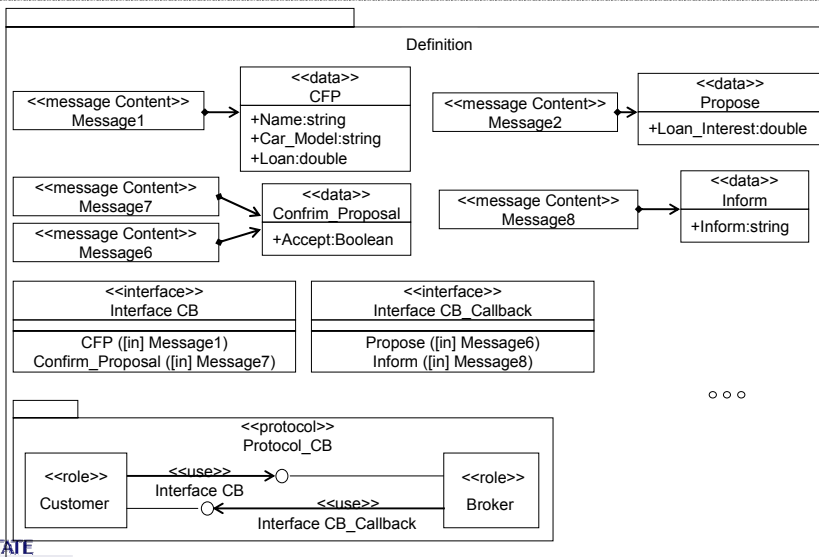 Definition
<<message Content>>
Message1
<<data>>
CFP
+Name:string
+Car_Model:string
+Loan:double
<<message Content>>
Message2
<<data>>
Propose
+Loan_Interest:double
<<message Content>>
Message7
<<message Content>>
Message6
<<data>>
Confrim_Proposal
+Accept:Boolean
<<message Content>>
Message8
<<data>>
Inform
+Inform:string
<<interface>>
Interface CB
CFP ([in] Message1)
Confirm_Proposal ([in] Message7)
<<interface>>
Interface CB_Callback
Propose ([in] Message6)
Inform ([in] Message8)
<<protocol>>
Protocol_CB
<<role>>
Customer
<<use>>
Interface CB
<<use>>
Interface CB_Callback
<<role>>
Broker
ATE